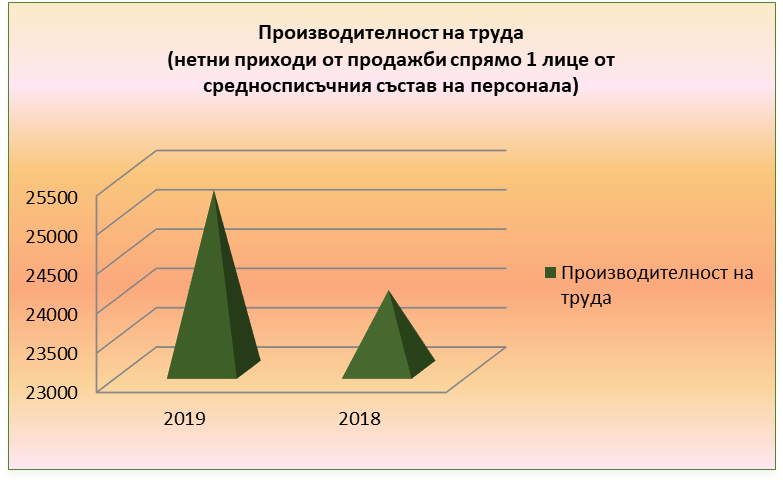 Производителност на труда
(нетни приходи от продажби спрямо 1 лице от
средносписъчния състав на персонала)
25500
25000
24500
24000
23500
23000
2019
2018
Производителност на
труда